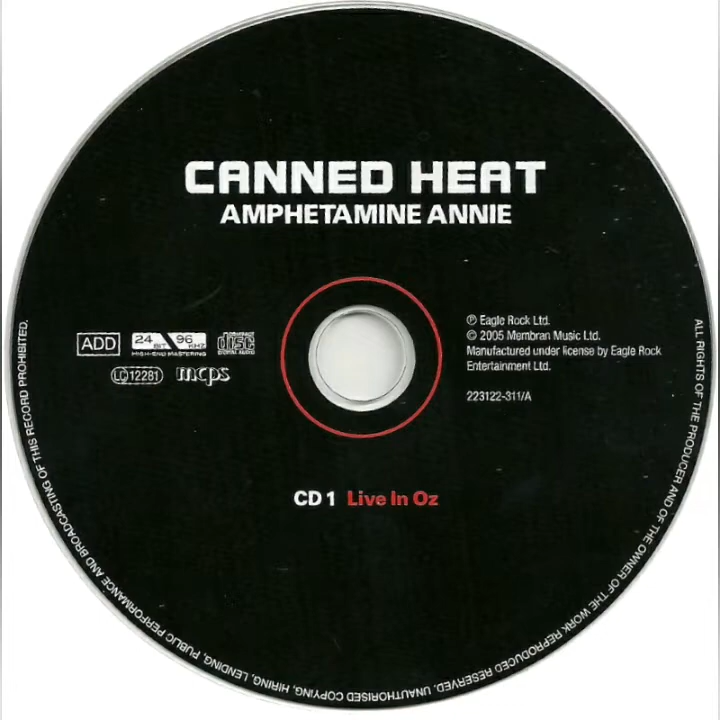 CANNED HEAT
AMPHETAMINE ANNIE
ADD
24 BIT 96 KHZ
HIGH-END MASTERING
COMPACT
disc
DIGITAL AUDIO
LC 12281
mcps
℗ Eagle Rock Ltd.
© 2005 Membran Music Ltd.
Manufactured under license by Eagle Rock
Entertainment Ltd.
223122-311/A
CD 1 Live In Oz
ALL RIGHTS OF THE PRODUCER AND OF THE OWNER OF THE WORK REPRODUCED RESERVED. UNAUTHORISED COPYING, HIRING, LENDING, PUBLIC PERFORMANCE AND BROADCASTING OF THIS RECORD PROHIBITED.